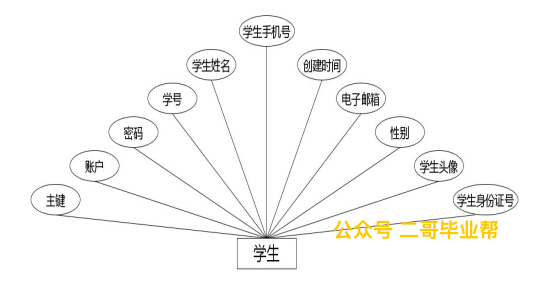 学生手机号
学生姓名
创建时间
学号
电子邮箱
密码
性别
账户
学生头像
主键
学生身份证号
公众号 二哥毕业帮
学生